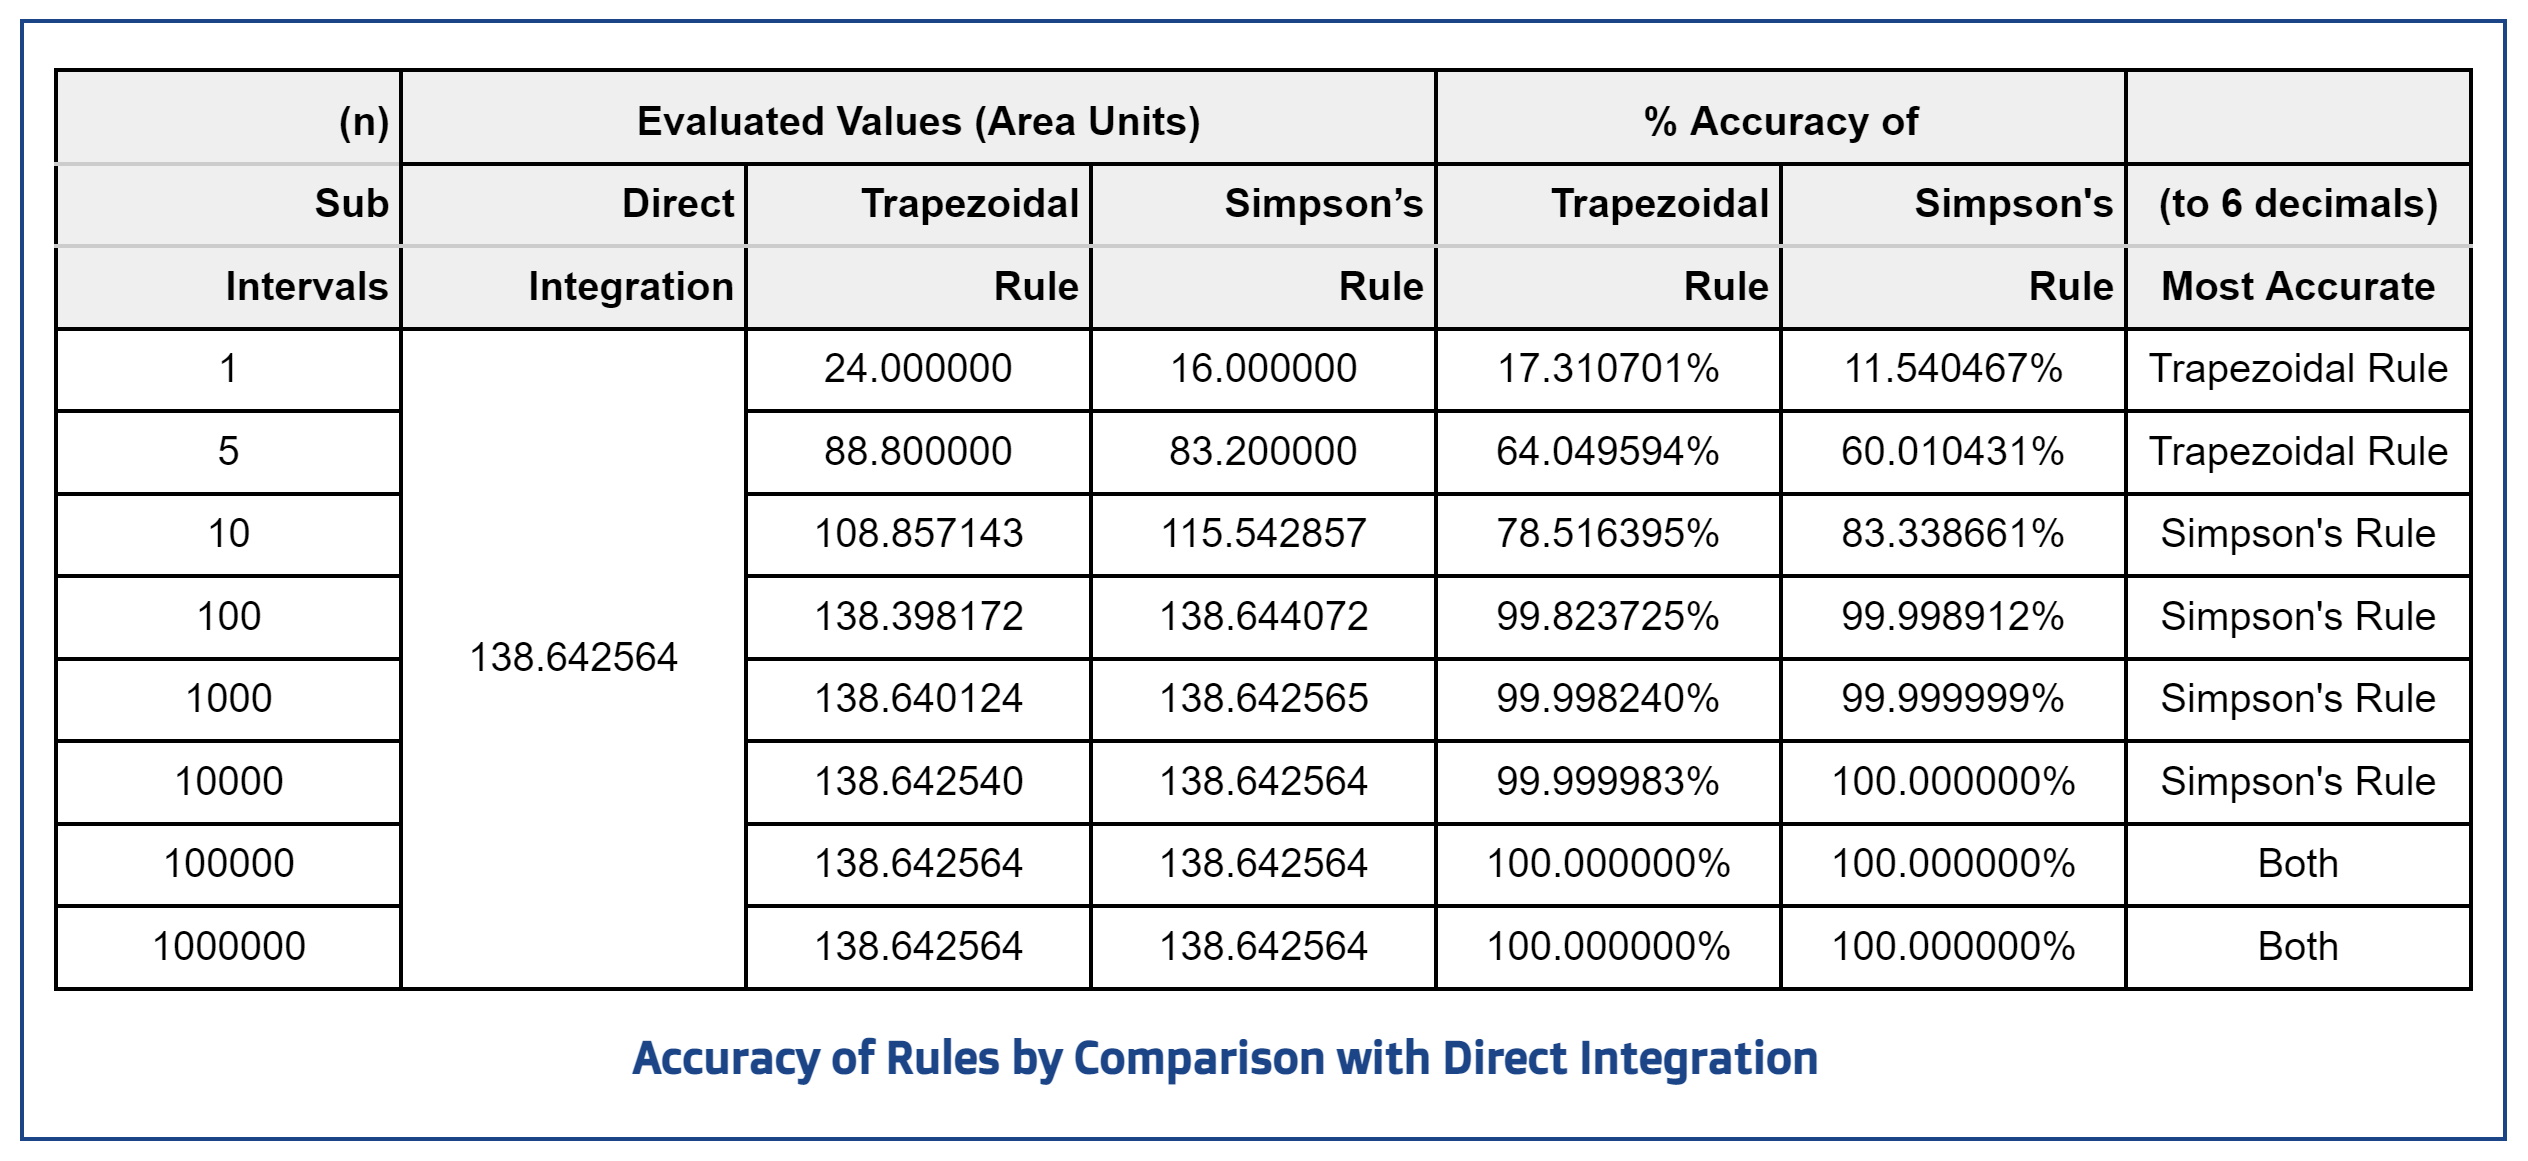 (n) Evaluated Values (Area Units) % Accuracy of
Sub Direct Trapezoidal Simpson’s Trapezoidal Simpson's (to 6 decimals)
Intervals Integration Rule Rule Rule Rule Most Accurate
1 24.000000 16.000000 17.310701% 11.540467% Trapezoidal Rule
5 88.800000 83.200000 64.049594% 60.010431% Trapezoidal Rule
10 108.857143 115.542857 78.516395% 83.338661% Simpson's Rule
100 138.398172 138.644072 99.823725% 99.998912% Simpson's Rule
138.642564
1000 138.640124 138.642565 99.998240% 99.999999% Simpson's Rule
10000 138.642540 138.642564 99.999983% 100.000000% Simpson's Rule
100000 138.642564 138.642564 100.000000% 100.000000% Both
1000000 138.642564 138.642564 100.000000% 100.000000% Both
Accuracy of Rules by Comparison with Direct Integration